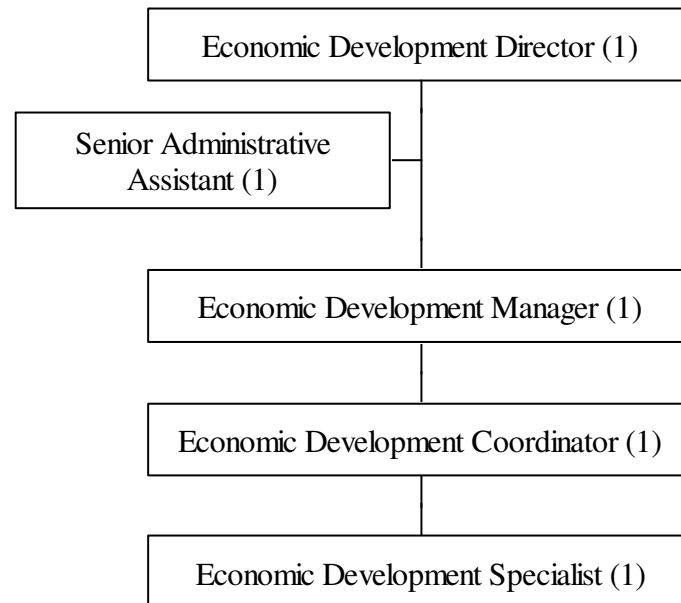 Economic Development Director (1)
Senior Administrative
Assistant (1)
Economic Development Manager (1)
Economic Development Coordinator (1)
Economic Development Specialist (1)